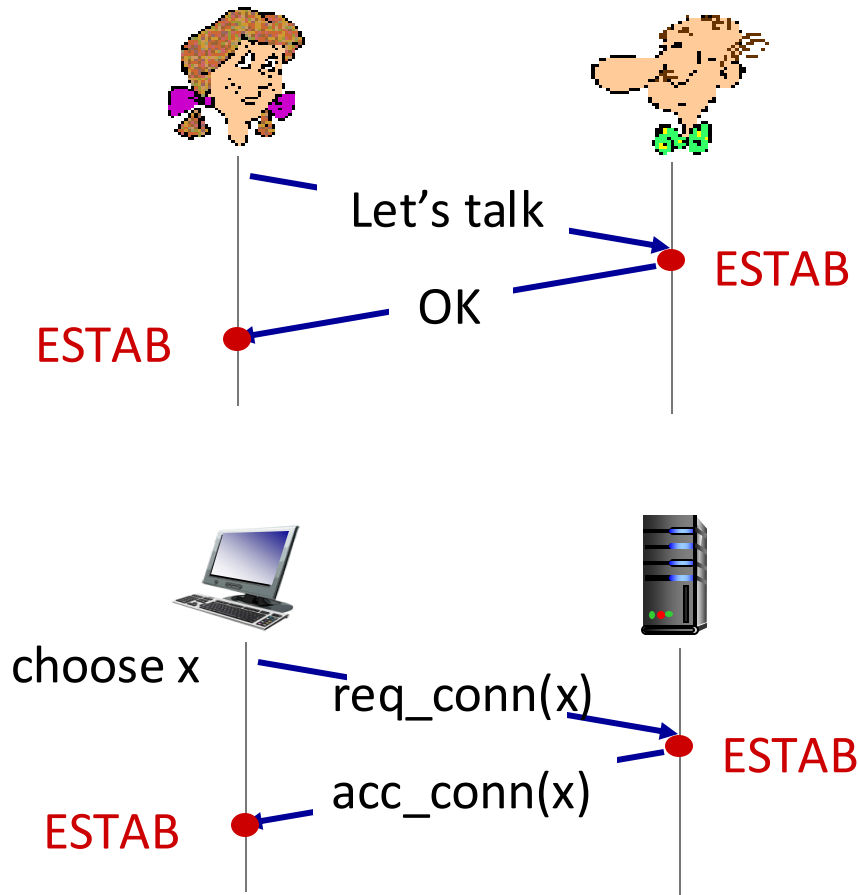 Let’s talk
ESTAB
OK
ESTAB
choose x
req_conn(x)
ESTAB
acc_conn(x)
ESTAB